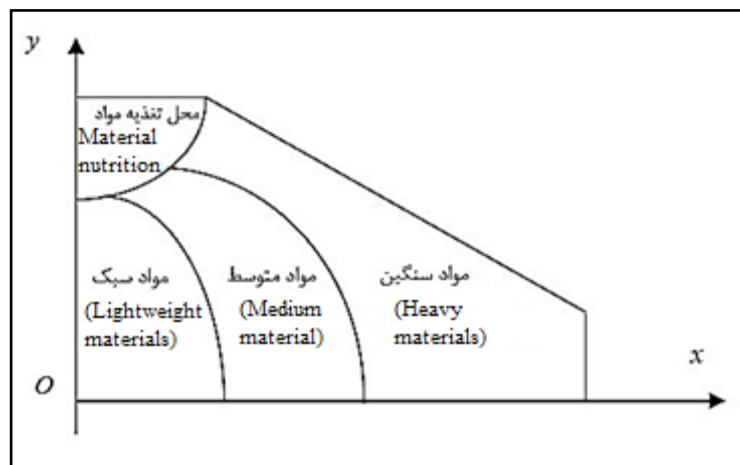 y
محل تغذیه مواد
Material
nutrition
مواد سبک
(Lightweight
materials)
مواد متوسط
(Medium
material)
مواد سنگین
(Heavy
materials)
x
O